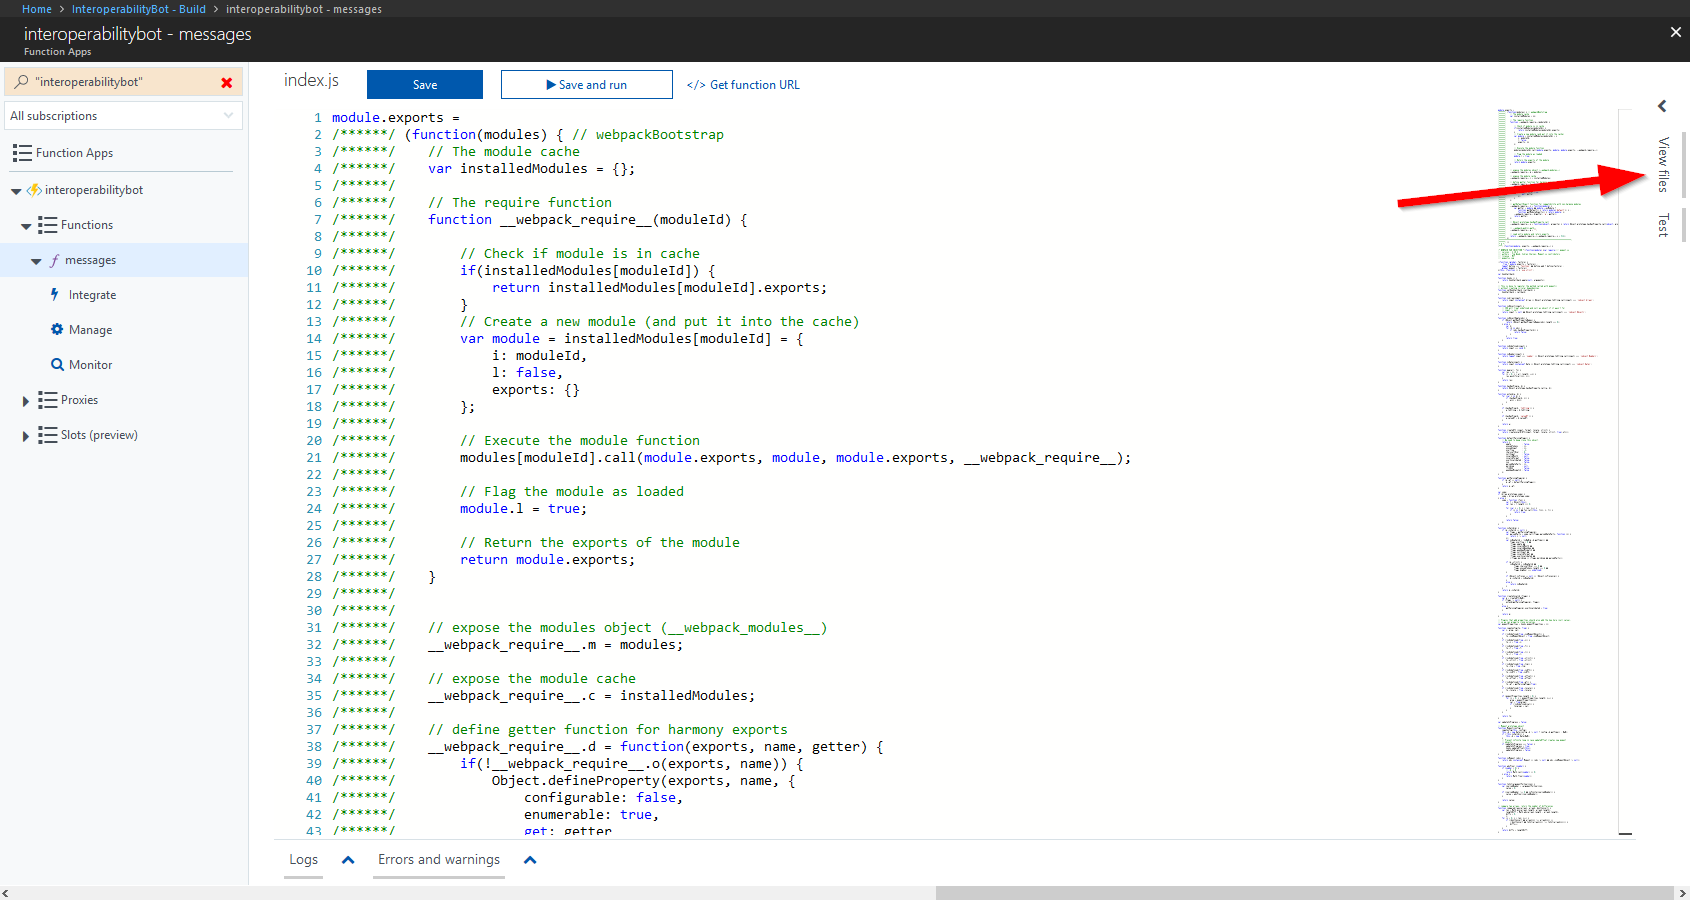 Home > InteroperabilityBot - Build > interoperabilitybot - messages
interoperabilitybot - messages
Function Apps
"interoperabilitybot"
All subscriptions
Function Apps
interoperabilitybot
Functions
messages
Integrate
Manage
Monitor
Proxies
Slots (preview)
index.js
Save
Save and run
</> Get function URL
1 module.exports =
2 /******/ (function(modules) { // webpackBootstrap
3 /******/ // The module cache
4 /******/ var installedModules = {};
5 /******/
6 /******/ // The require function
7 /******/ function __webpack_require__(moduleId) {
8 /******/
9 /******/ // Check if module is in cache
10 /******/ if(installedModules[moduleId]) {
11 /******/ return installedModules[moduleId].exports;
12 /******/ }
13 /******/ // Create a new module (and put it into the cache)
14 /******/ var module = installedModules[moduleId] = {
15 /******/ i: moduleId,
16 /******/ l: false,
17 /******/ exports: {}
18 /******/ };
19 /******/
20 /******/ // Execute the module function
21 /******/ modules[moduleId].call(module.exports, module, module.exports, __webpack_require__);
22 /******/
23 /******/ // Flag the module as loaded
24 /******/ module.l = true;
25 /******/
26 /******/ // Return the exports of the module
27 /******/ return module.exports;
28 /******/ }
29 /******/
30 /******/
31 /******/ // expose the modules object (__webpack_modules__)
32 /******/ __webpack_require__.m = modules;
33 /******/
34 /******/ // expose the module cache
35 /******/ __webpack_require__.c = installedModules;
36 /******/
37 /******/ // define getter function for harmony exports
38 /******/ __webpack_require__.d = function(exports, name, getter) {
39 /******/ if(!__webpack_require__.o(exports, name)) {
40 /******/ Object.defineProperty(exports, name, {
41 /******/ configurable: false,
42 /******/ enumerable: true,
43 /******/ get: getter
View files
Test
Logs
Errors and warnings